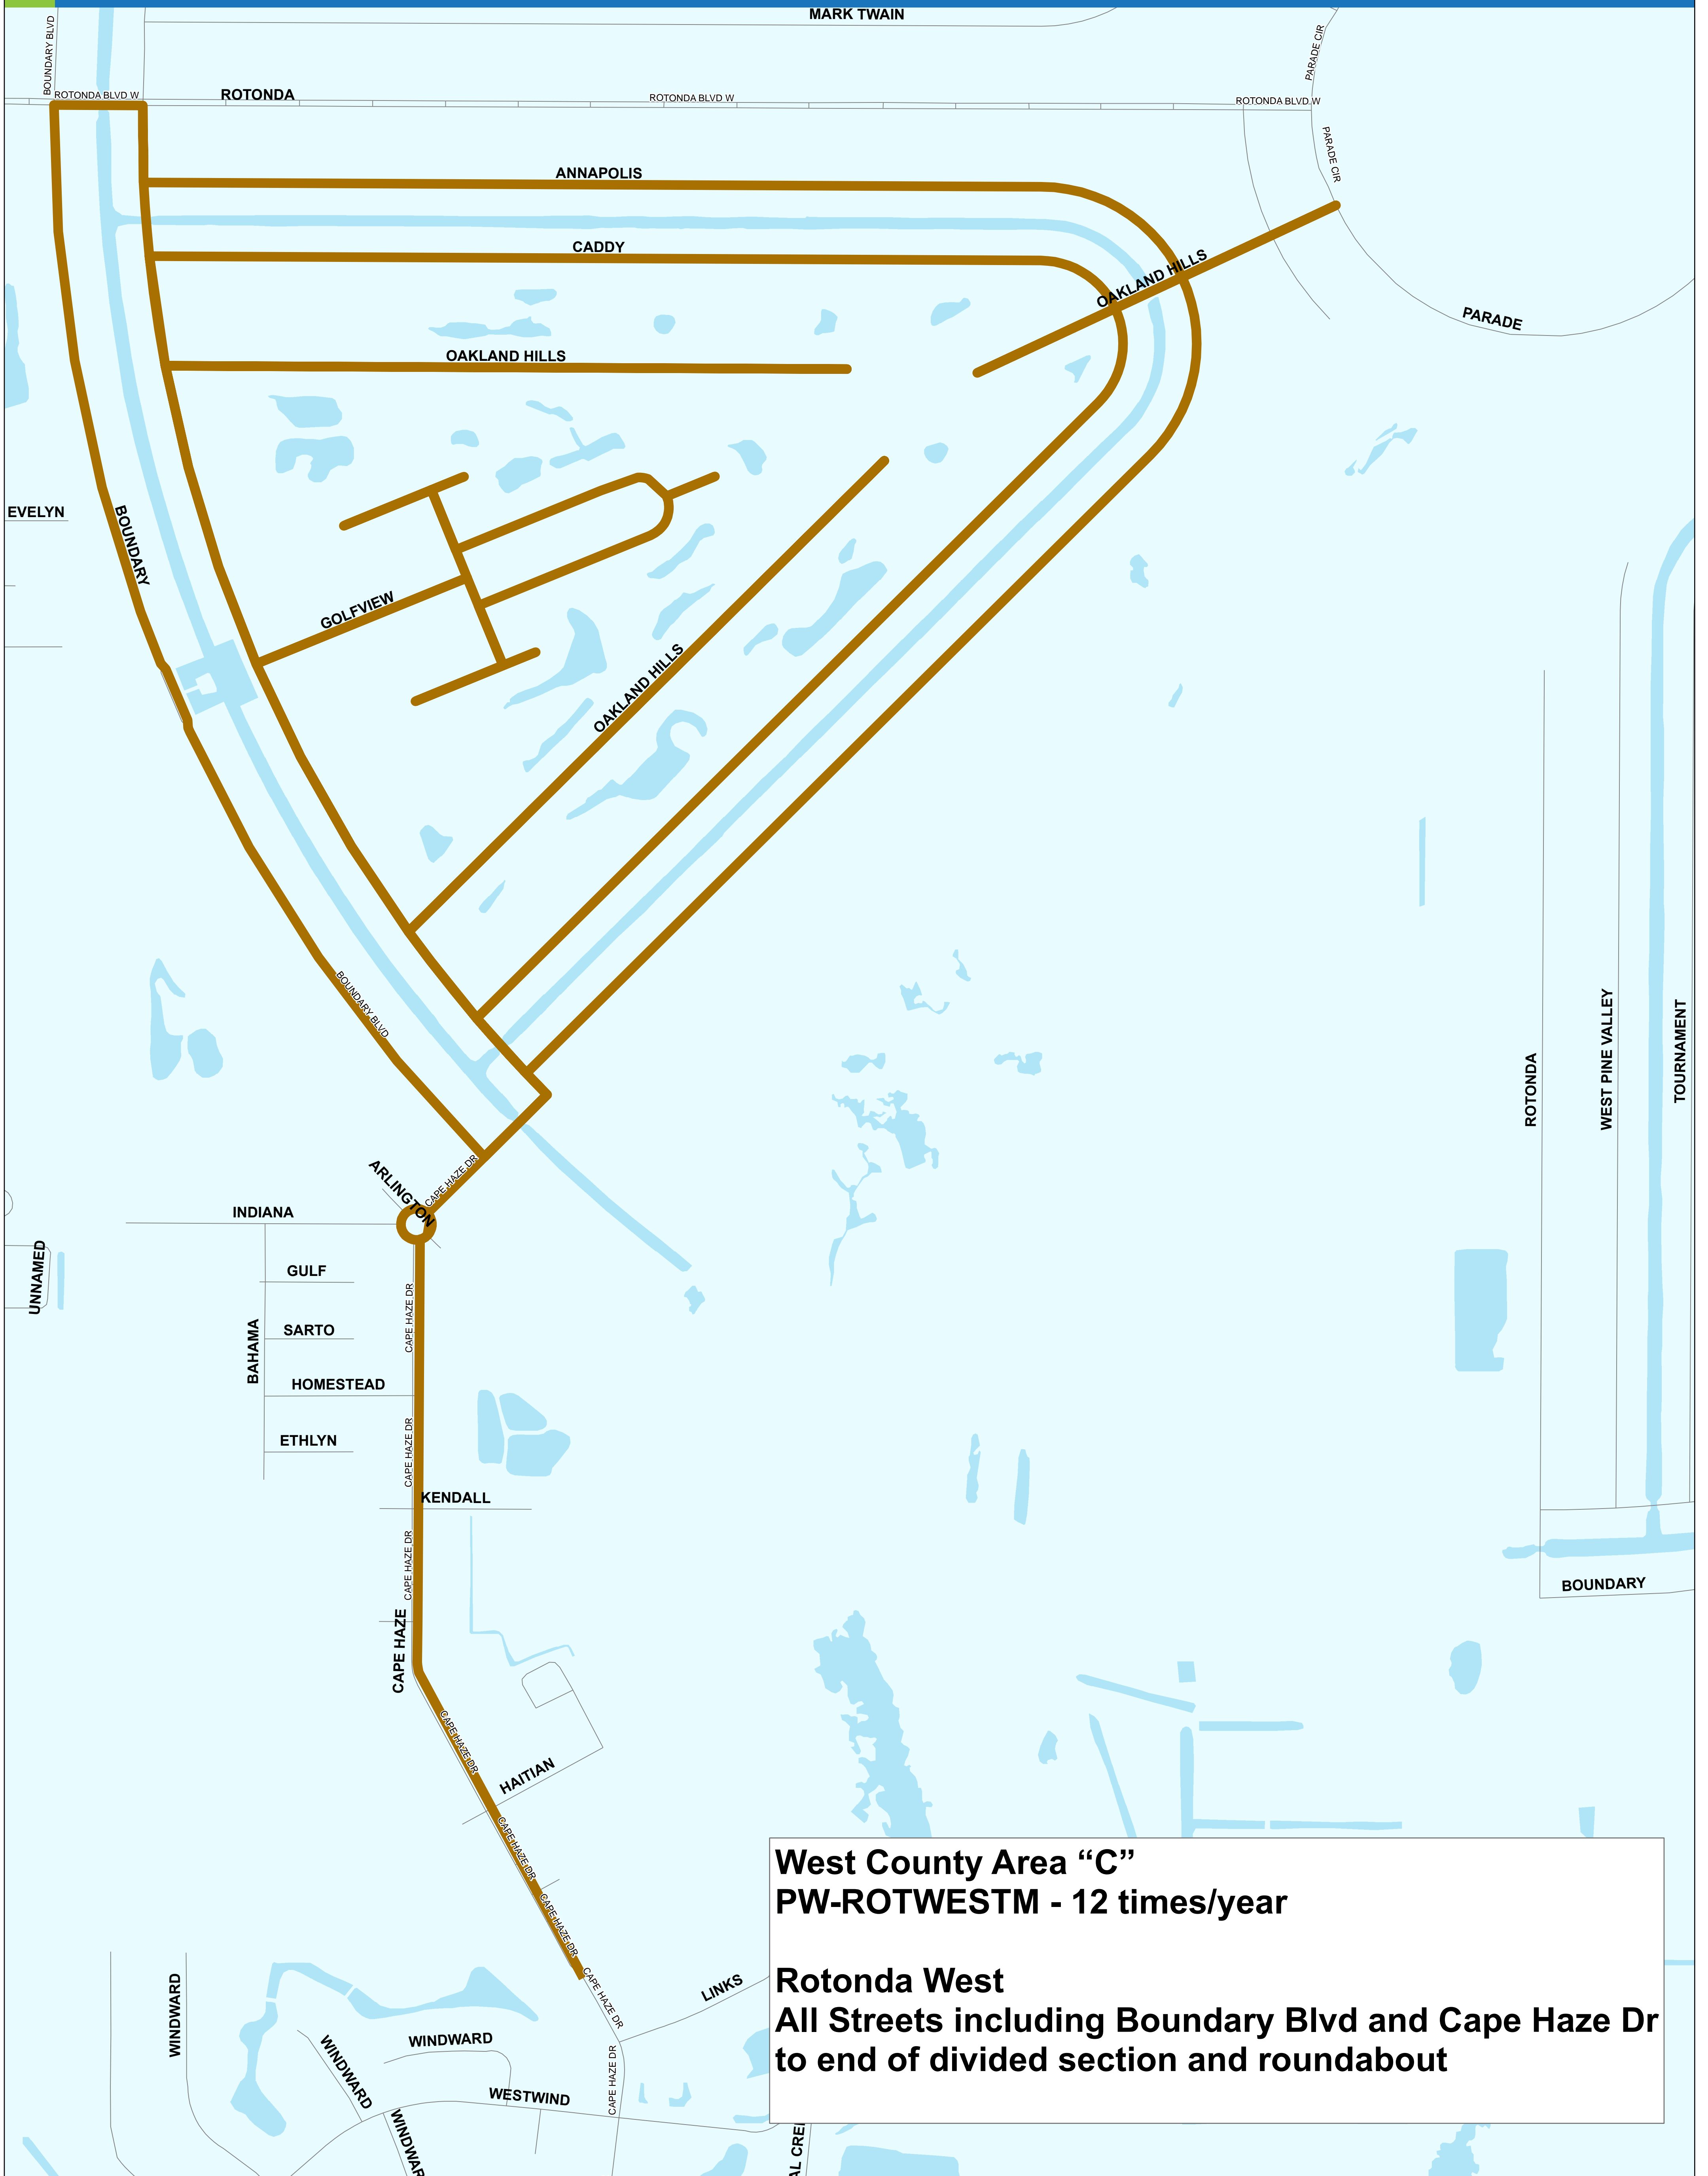 MARK TWAIN
BOUNDARY BLVD
PARADE CIR
ROTONDA BLVD W
ROTONDA
ROTONDA BLVD W
ROTONDA BLVD W
PARADE CIR
ANNAPOLIS
CADDY
OAKLAND HILLS
PARADE
OAKLAND HILLS
EVELYN
BOUNDARY
GOLFVIEW
OAKLAND HILLS
BOUNDARY BLVD
ROTONDA
WEST PINE VALLEY
TOURNAMENT
CAPE HAZE DR
ARLINGTON
INDIANA
UNNAMED
GULF
CAPE HAZE DR
SARTO
BAHAMA
HOMESTEAD
ETHLYN
CAPE HAZE DR
KENDALL
CAPE HAZE DR
BOUNDARY
CAPE HAZE
CAPE HAZE DR
HAITIAN
CAPE HAZE DR
CAPE HAZE DR
West County Area “C”
PW-ROTWESTM - 12 times/year
Rotonda West
All Streets including Boundary Blvd and Cape Haze Dr
to end of divided section and roundabout
CAPE HAZE DR
LINKS
WINDWARD
WINDWARD
WINDWARD
CAPE HAZE DR
WESTWIND
WINDWAR
AL CRE